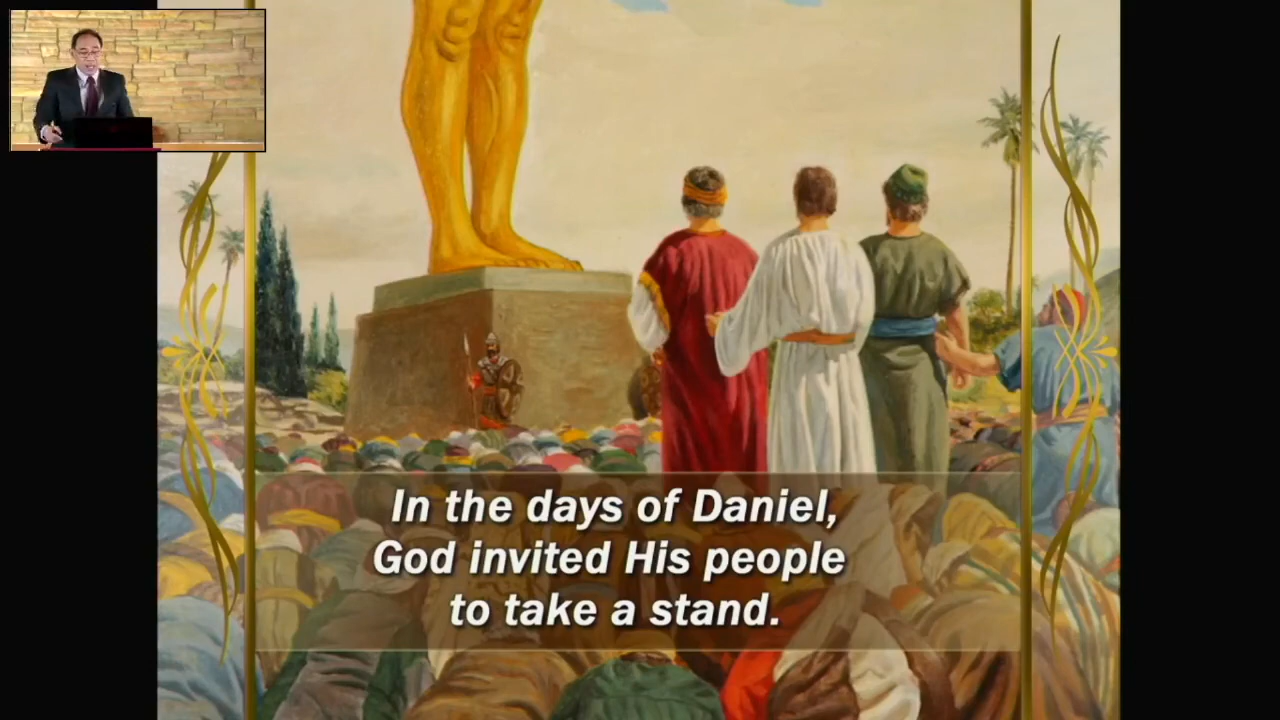 In the days of Daniel,
God invited His people
to take a stand.